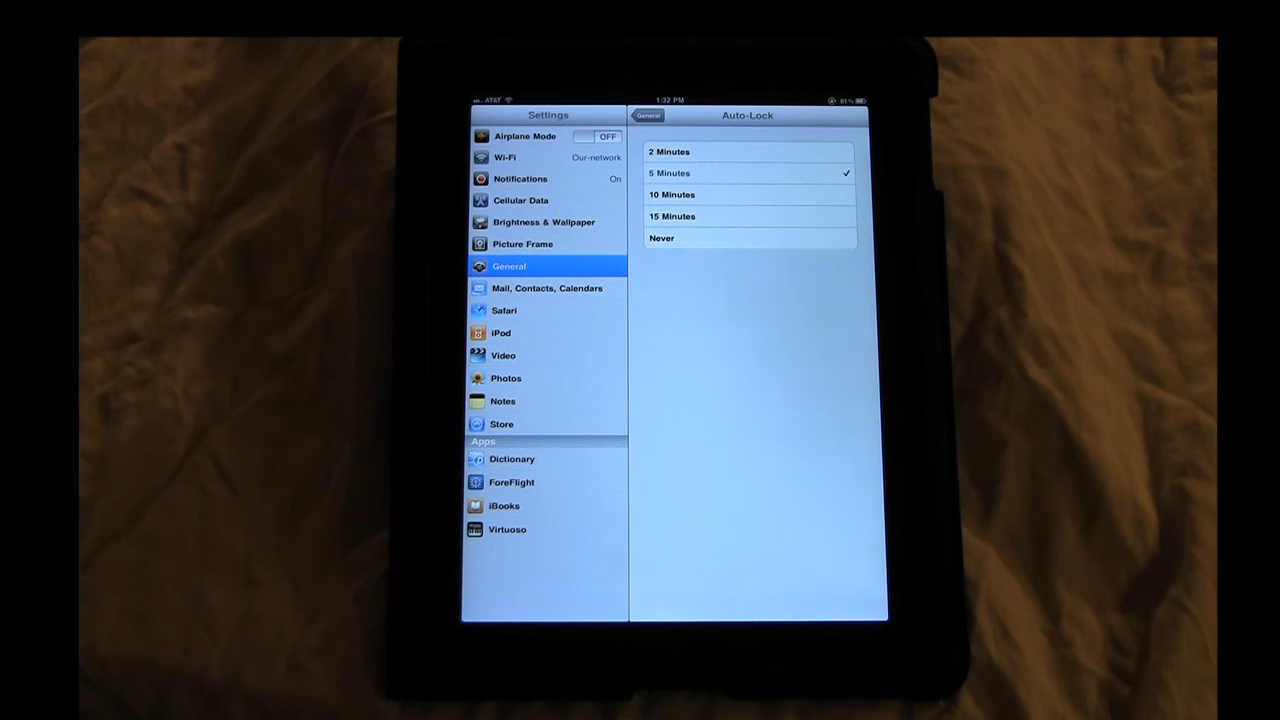 AT&T 1:32 PM 81%
Settings
General Auto-Lock
Airplane Mode OFF
Wi-Fi Our-network
Notifications On
Cellular Data
Brightness & Wallpaper
Picture Frame
General
Mail, Contacts, Calendars
Safari
iPod
Video
Photos
Notes
Store
Apps
Dictionary
ForeFlight
iBooks
Virtuoso
2 Minutes
5 Minutes
10 Minutes
15 Minutes
Never